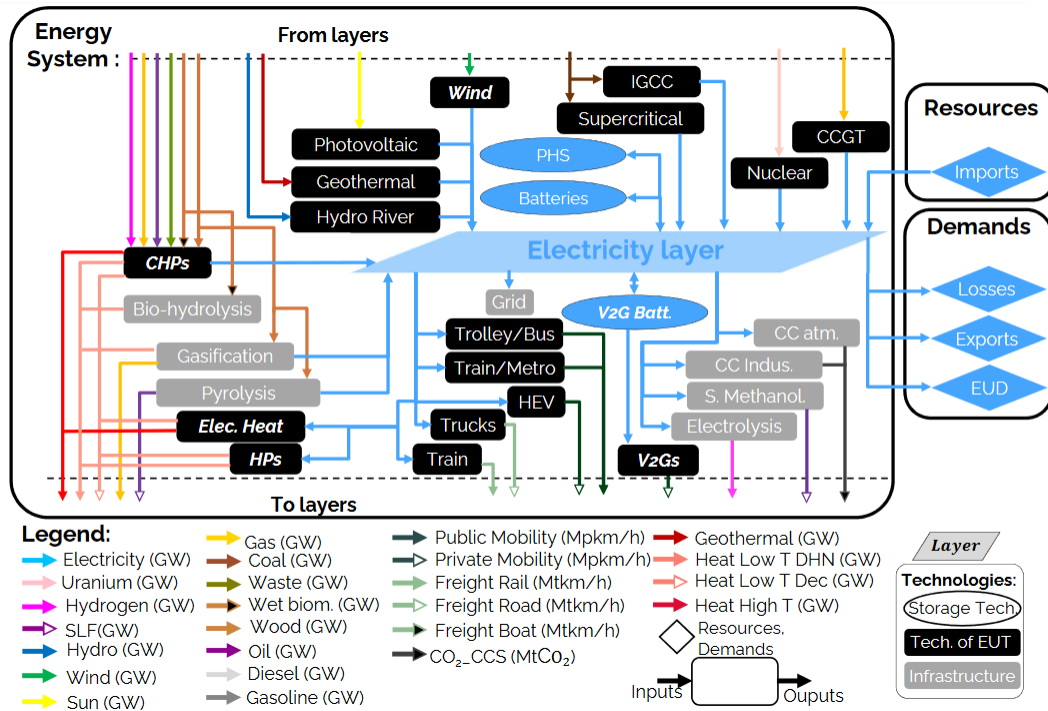 Energy
System :
From layers
Wind
IGCC
Supercritical
Photovoltaic
PHS
CCGT
Geothermal
Nuclear
Batteries
Hydro River
Resources
Imports
Demands
Electricity layer
CHPs
Losses
Bio-hydrolysis
Grid
V2G Batt.
Trolley/Bus
CC atm.
Exports
Gasification
Train/Metro
CC Indus.
Pyrolysis
HEV
S. Methanol.
EUD
Elec. Heat
Trucks
Electrolysis
HPs
Train
V2Gs
To layers
Legend:
Electricity (GW)
Uranium (GW)
Hydrogen (GW)
SLF(GW)
Hydro (GW)
Wind (GW)
Sun (GW)
Gas (GW)
Coal (GW)
Waste (GW)
Wet biom. (GW)
Wood (GW)
Oil (GW)
Diesel (GW)
Gasoline (GW)
Public Mobility (Mpkm/h)
Private Mobility (Mpkm/h)
Freight Rail (Mtkm/h)
Freight Road (Mtkm/h)
Freight Boat (Mtkm/h)
CO₂_CCS (MtCo₂)
Geothermal (GW)
Heat Low T DHN (GW)
Heat Low T Dec (GW)
Heat High T (GW)
Resources,
Demands
Inputs
Ouputs
Layer
Technologies:
Storage Tech.
Tech. of EUT
Infrastructure